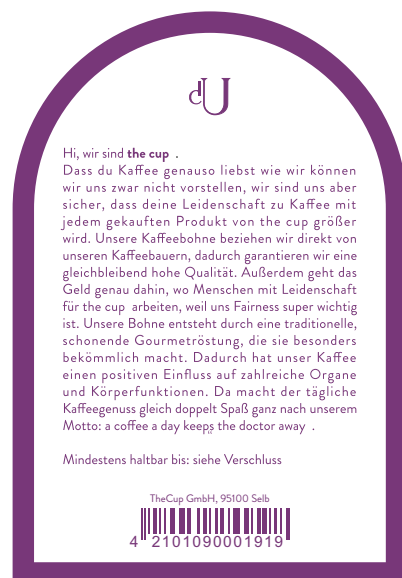 dU
Hi, wir sind the cup .
Dass du Kaffee genauso liebst wie wir können
wir uns zwar nicht vorstellen, wir sind uns aber
sicher, dass deine Leidenschaft zu Kaffee mit
jedem gekauften Produkt von the cup größer
wird. Unsere Kaffeebohne beziehen wir direkt von
unseren Kaffeebauern, dadurch garantieren wir eine
gleichbleibend hohe Qualität. Außerdem geht das
Geld genau dahin, wo Menschen mit Leidenschaft
für the cup arbeiten, weil uns Fairness super wichtig
ist. Unsere Bohne entsteht durch eine traditionelle,
schonende Gourmetröstung, die sie besonders
bekömmlich macht. Dadurch hat unser Kaffee
einen positiven Einfluss auf zahlreiche Organe
und Körperfunktionen. Da macht der tägliche
Kaffeegenuss gleich doppelt Spaß ganz nach unserem
Motto: a coffee a day keeps the doctor away .
Mindestens haltbar bis: siehe Verschluss
TheCup GmbH, 95100 Selb
4 2101090001919